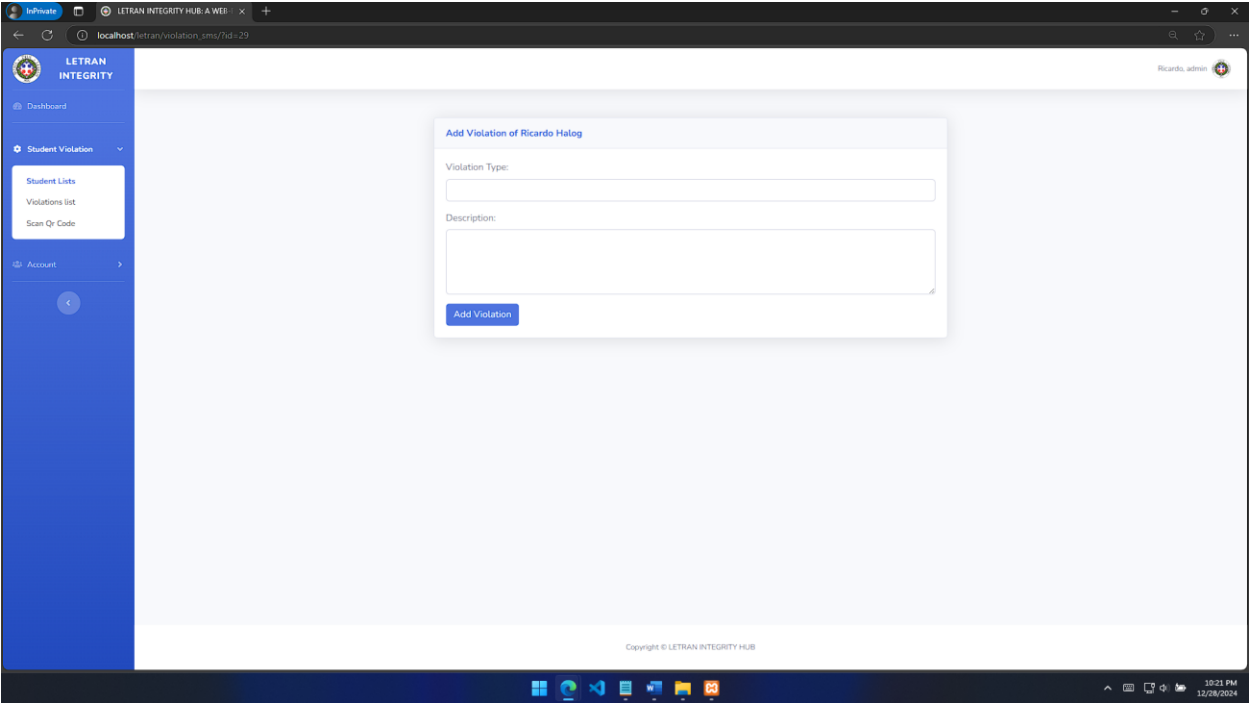 InPrivate
LETRAN INTEGRITY HUB: A WEB-
localhost/letran/violation_sms/?id=29
LETRAN
INTEGRITY
Ricardo, admin
Dashboard
Student Violation
Student Lists
Violations list
Scan Qr Code
Account
Add Violation of Ricardo Halog
Violation Type:
Description:
Add Violation
Copyright © LETRAN INTEGRITY HUB
10:21 PM
12/28/2024